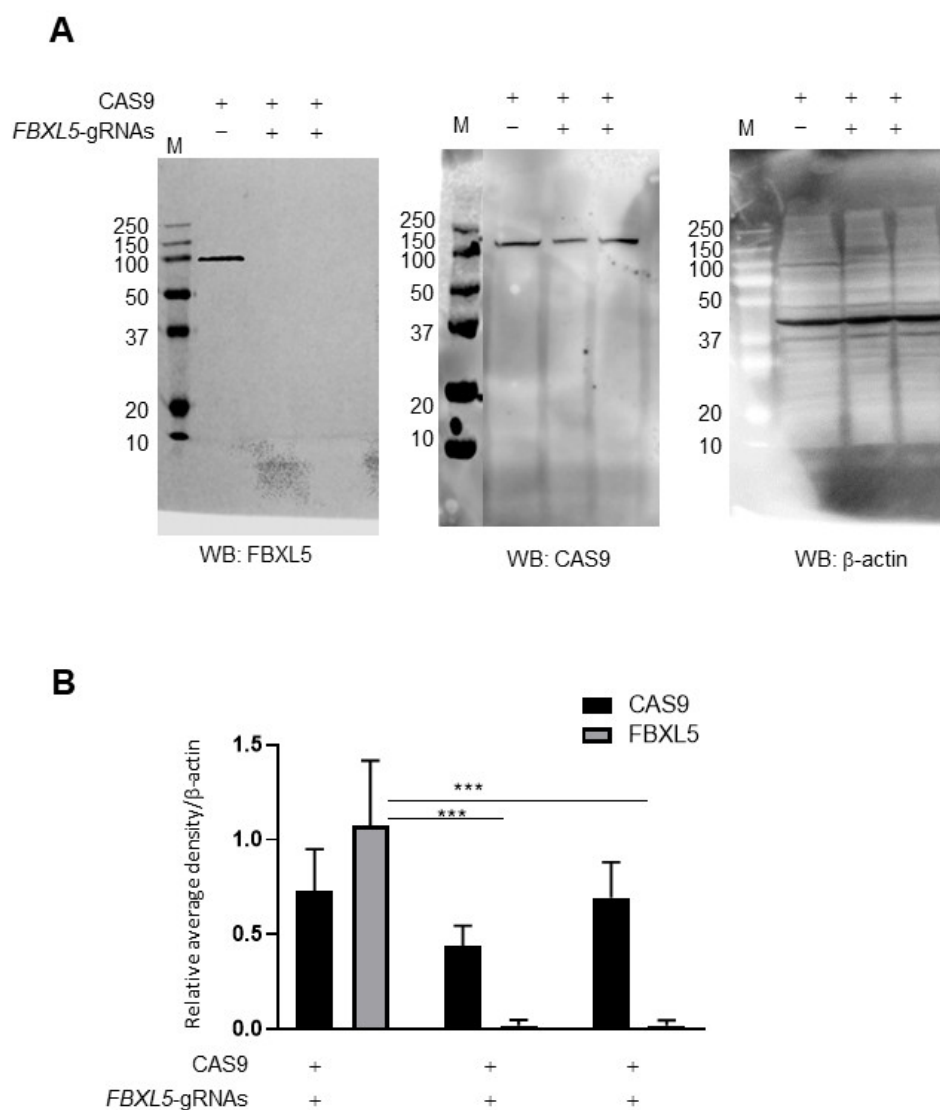 A
CAS9 + + +
FBXL5-gRNAs − + +
M
250
150
100
50
37
20
10
WB: FBXL5
+ + +
M − + +
250
150
100
50
37
20
10
WB: CAS9
+ + +
M − + +
250
150
100
50
37
20
10
WB: β-actin
B
CAS9
FBXL5
Relative average density/β-actin
1.5
1.0
0.5
0.0
***
***
CAS9 + + +
FBXL5-gRNAs + + +